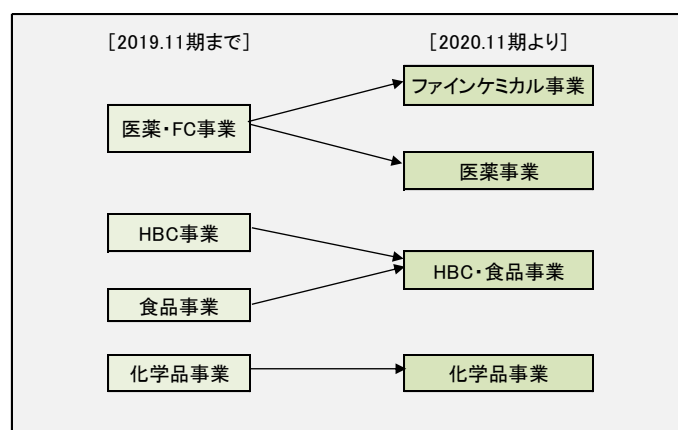 [2019.11期まで]
[2020.11期より]
医薬・FC事業
ファインケミカル事業
医薬事業
HBC事業
食品事業
HBC・食品事業
化学品事業
化学品事業